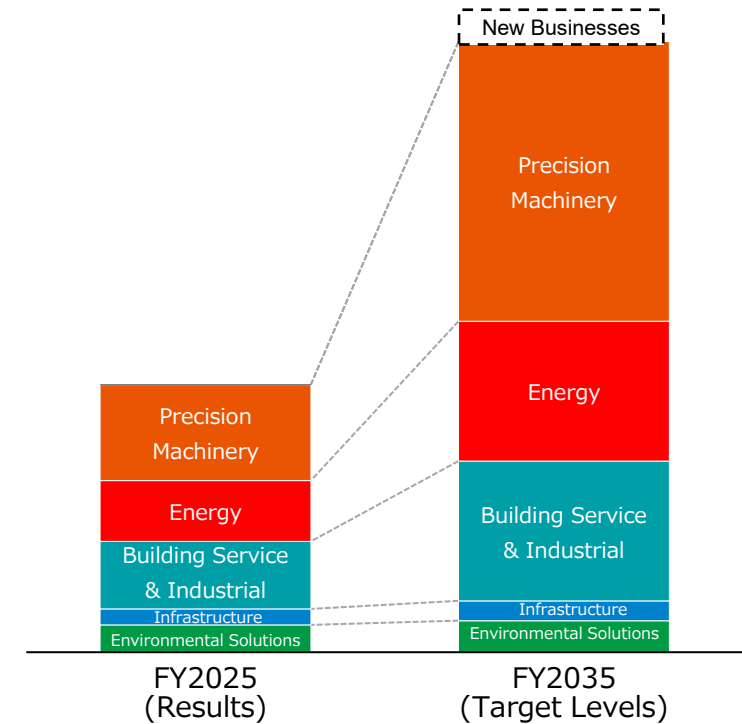 New Businesses
Precision
Machinery
Energy
Building Service
& Industrial
Infrastructure
Environmental Solutions
Precision
Machinery
Energy
Building Service
& Industrial
Infrastructure
Environmental Solutions
FY2025
(Results)
FY2035
(Target Levels)